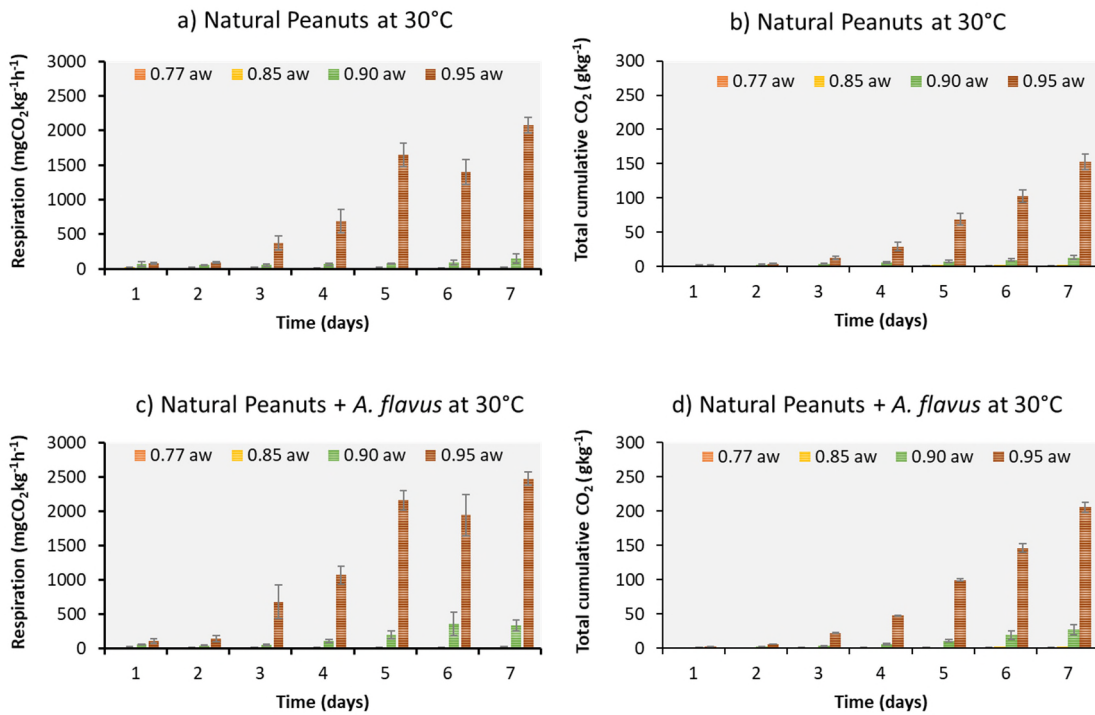 a) Natural Peanuts at 30°C
Respiration (mgCO₂kg⁻¹h⁻¹)
0.77 aw 0.85 aw 0.90 aw 0.95 aw
3000
2500
2000
1500
1000
500
0
1 2 3 4 5 6 7
Time (days)
b) Natural Peanuts at 30°C
Total cumulative CO₂ (gkg⁻¹)
0.77 aw 0.85 aw 0.90 aw 0.95 aw
300
250
200
150
100
50
0
1 2 3 4 5 6 7
Time (days)
c) Natural Peanuts + A. flavus at 30°C
Respiration (mgCO₂kg⁻¹h⁻¹)
0.77 aw 0.85 aw 0.90 aw 0.95 aw
3000
2500
2000
1500
1000
500
0
1 2 3 4 5 6 7
Time (days)
d) Natural Peanuts + A. flavus at 30°C
Total cumulative CO₂ (gkg⁻¹)
0.77 aw 0.85 aw 0.90 aw 0.95 aw
300
250
200
150
100
50
0
1 2 3 4 5 6 7
Time (days)